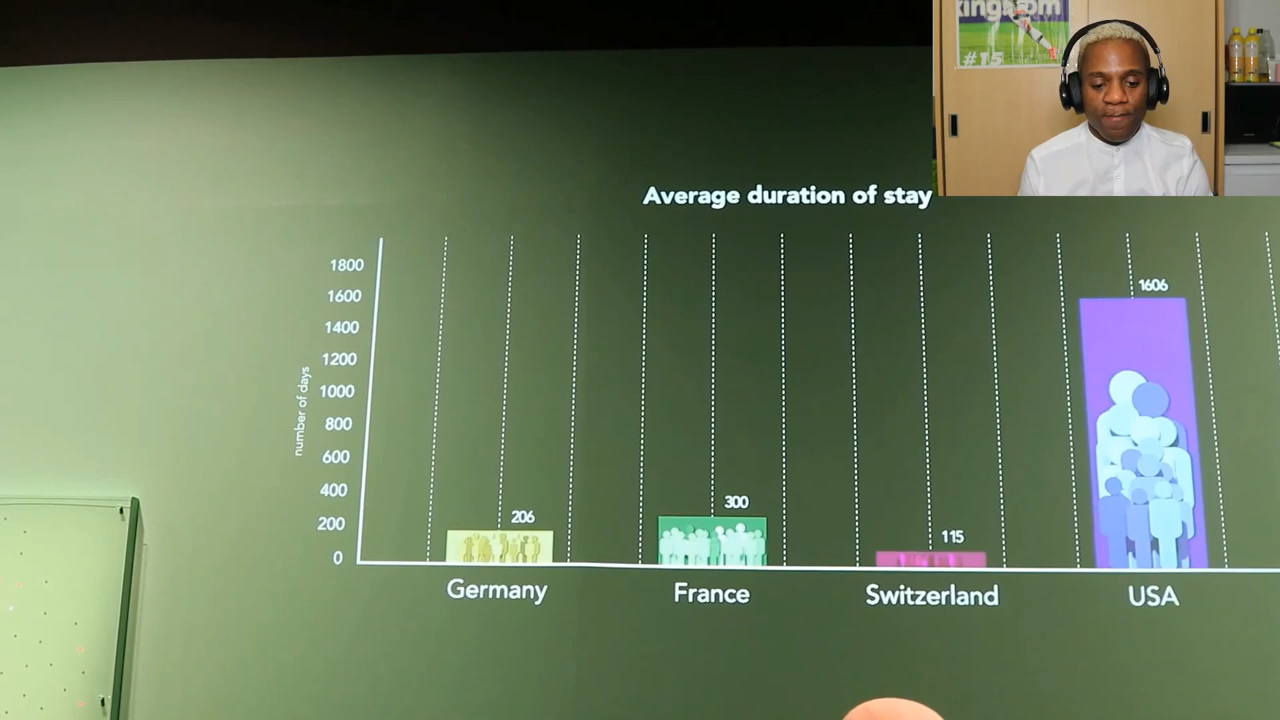 #15
Average duration of stay
number of days
1800
1600
1400
1200
1000
800
600
400
200
0
206
300
115
1606
Germany
France
Switzerland
USA